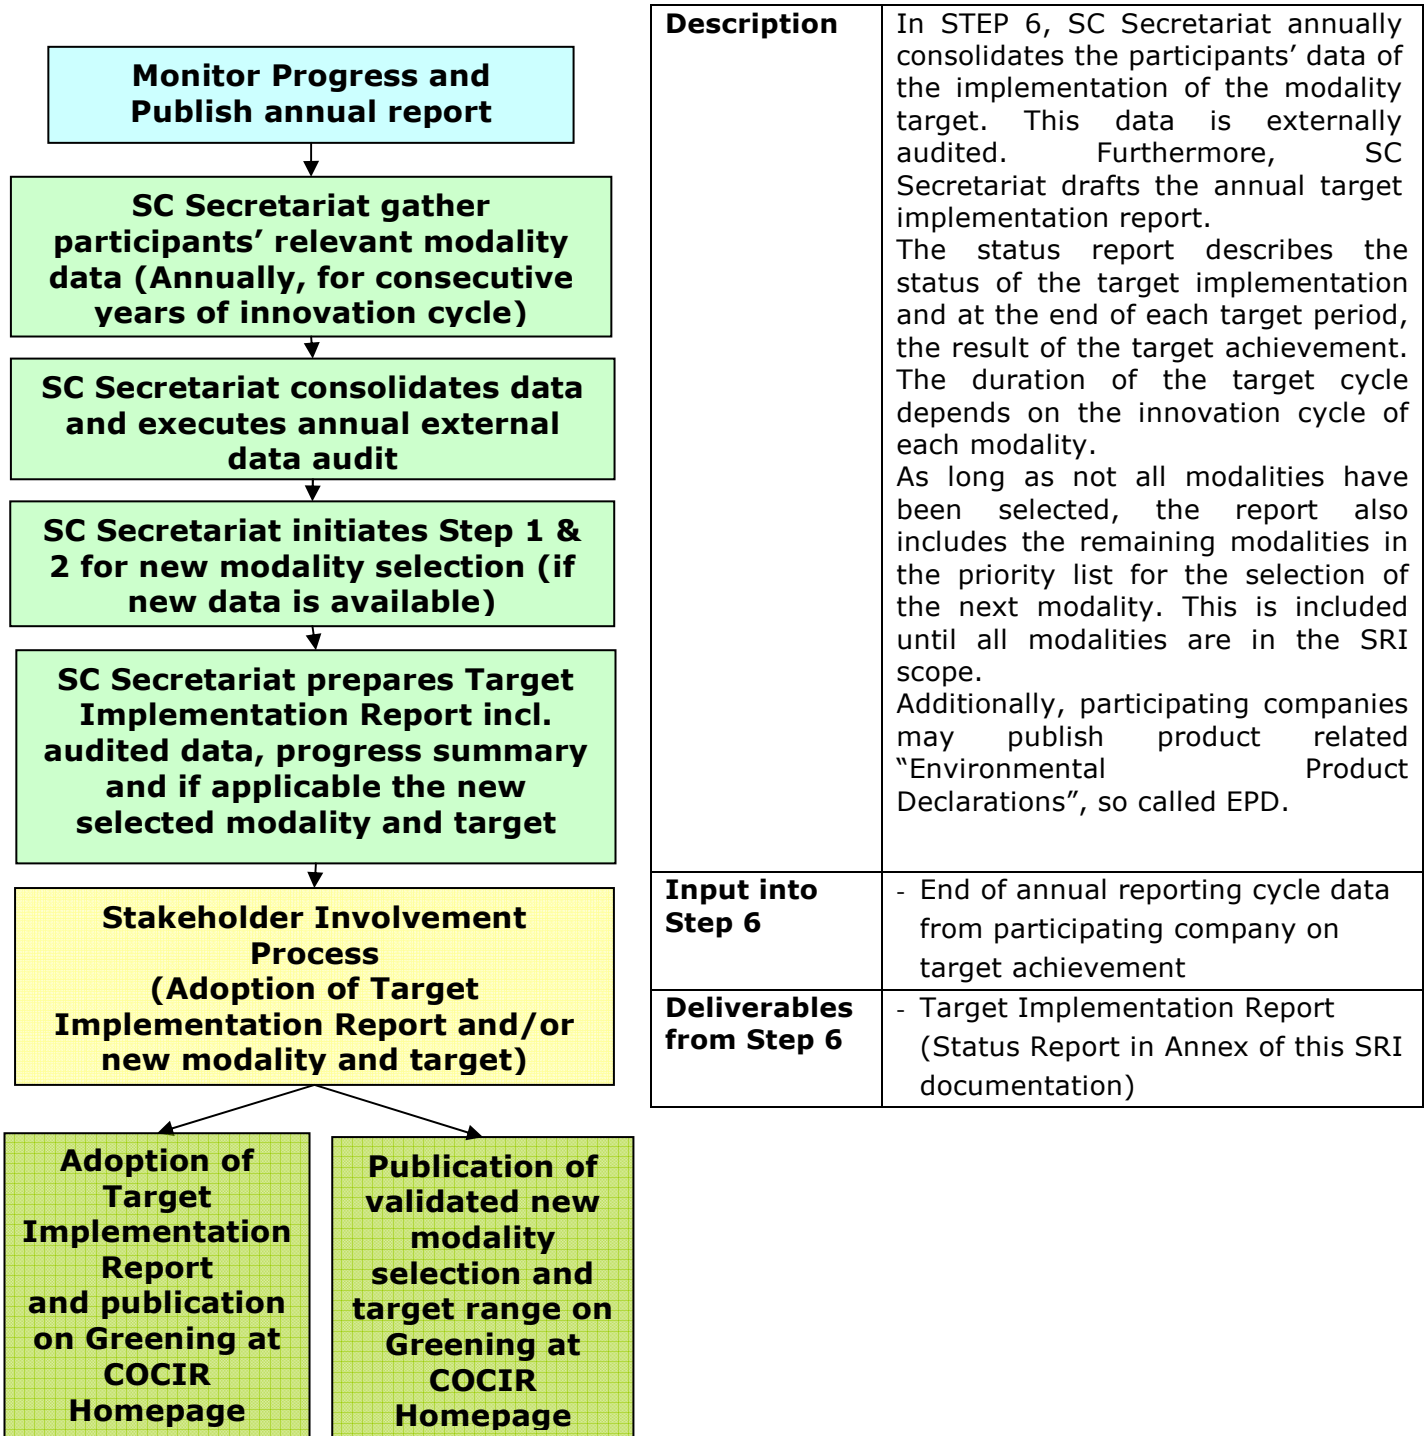 Monitor Progress and
Publish annual report
SC Secretariat gather
participants’ relevant modality
data (Annually, for consecutive
years of innovation cycle)
SC Secretariat consolidates data
and executes annual external
data audit
SC Secretariat initiates Step 1 &
2 for new modality selection (if
new data is available)
SC Secretariat prepares Target
Implementation Report incl.
audited data, progress summary
and if applicable the new
selected modality and target
Stakeholder Involvement
Process
(Adoption of Target
Implementation Report and/or
new modality and target)
Adoption of
Target
Implementation
Report
and publication
on Greening at
COCIR
Homepage
Publication of
validated new
modality
selection and
target range on
Greening at
COCIR
Homepage
Description
In STEP 6, SC Secretariat annually
consolidates the participants’ data of
the implementation of the modality
target. This data is externally
audited. Furthermore, SC
Secretariat drafts the annual target
implementation report.
The status report describes the
status of the target implementation
and at the end of each target period,
the result of the target achievement.
The duration of the target cycle
depends on the innovation cycle of
each modality.
As long as not all modalities have
been selected, the report also
includes the remaining modalities in
the priority list for the selection of
the next modality. This is included
until all modalities are in the SRI
scope.
Additionally, participating companies
may publish product related
“Environmental Product
Declarations”, so called EPD.
Input into
Step 6
- End of annual reporting cycle data
from participating company on
target achievement
Deliverables
from Step 6
- Target Implementation Report
(Status Report in Annex of this SRI
documentation)